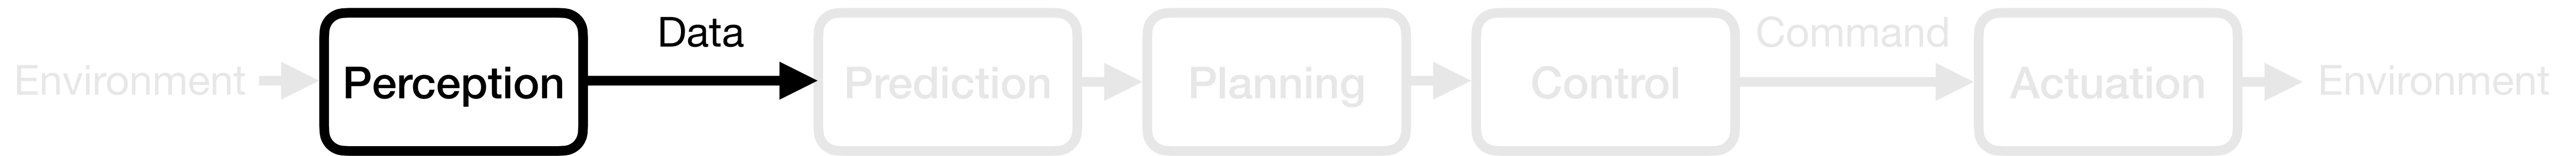 Environment
Perception
Data
Prediction
Planning
Control
Command
Actuation
Environment